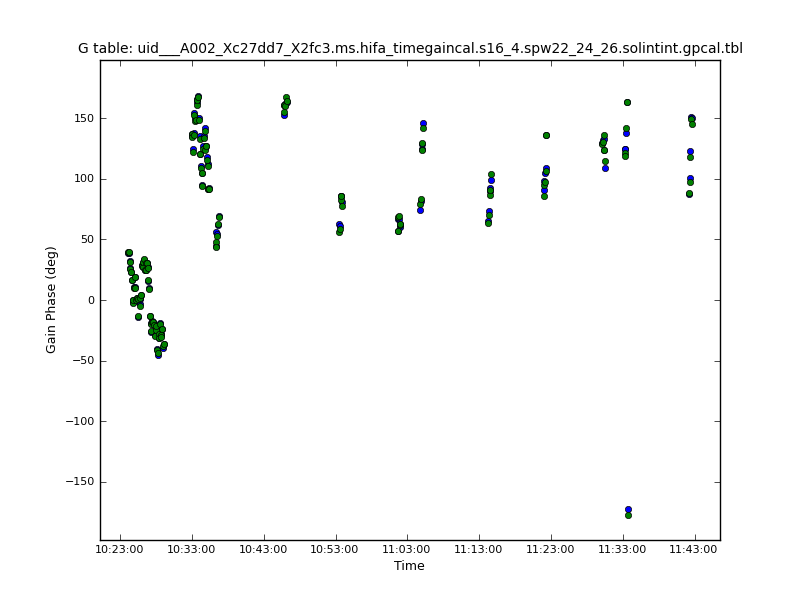 G table: uid___A002_Xc27dd7_X2fc3.ms.hifa_timegaincal.s16_4.spw22_24_26.solintint.gpcal.tbl
150
100
50
0
−50
−100
−150
Gain Phase (deg)
10:23:00 10:33:00 10:43:00 10:53:00 11:03:00 11:13:00 11:23:00 11:33:00 11:43:00
Time